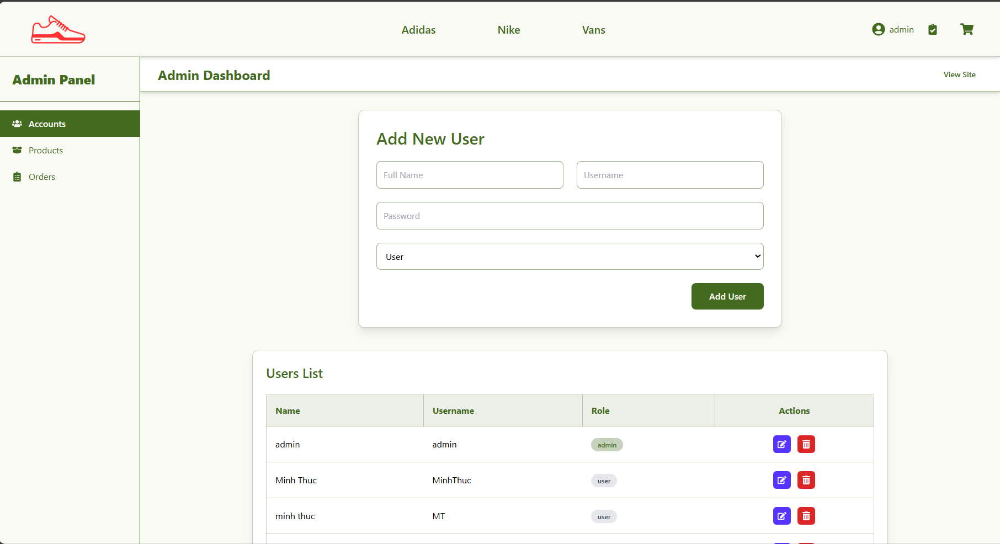 Adidas Nike Vans admin
Admin Panel
Accounts
Products
Orders
Admin Dashboard View Site
Add New User
Full Name Username
Password
User
Add User
Users List
Name Username Role Actions
admin admin admin
Minh Thuc MinhThuc user
minh thuc MT user